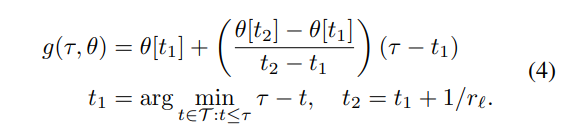 g(τ, θ) = θ[t₁] + ( (θ[t₂] − θ[t₁]) / (t₂ − t₁) ) (τ − t₁)
t₁ = arg min_{t∈𝒯:t≤τ} τ − t,   t₂ = t₁ + 1/r_ℓ.
(4)